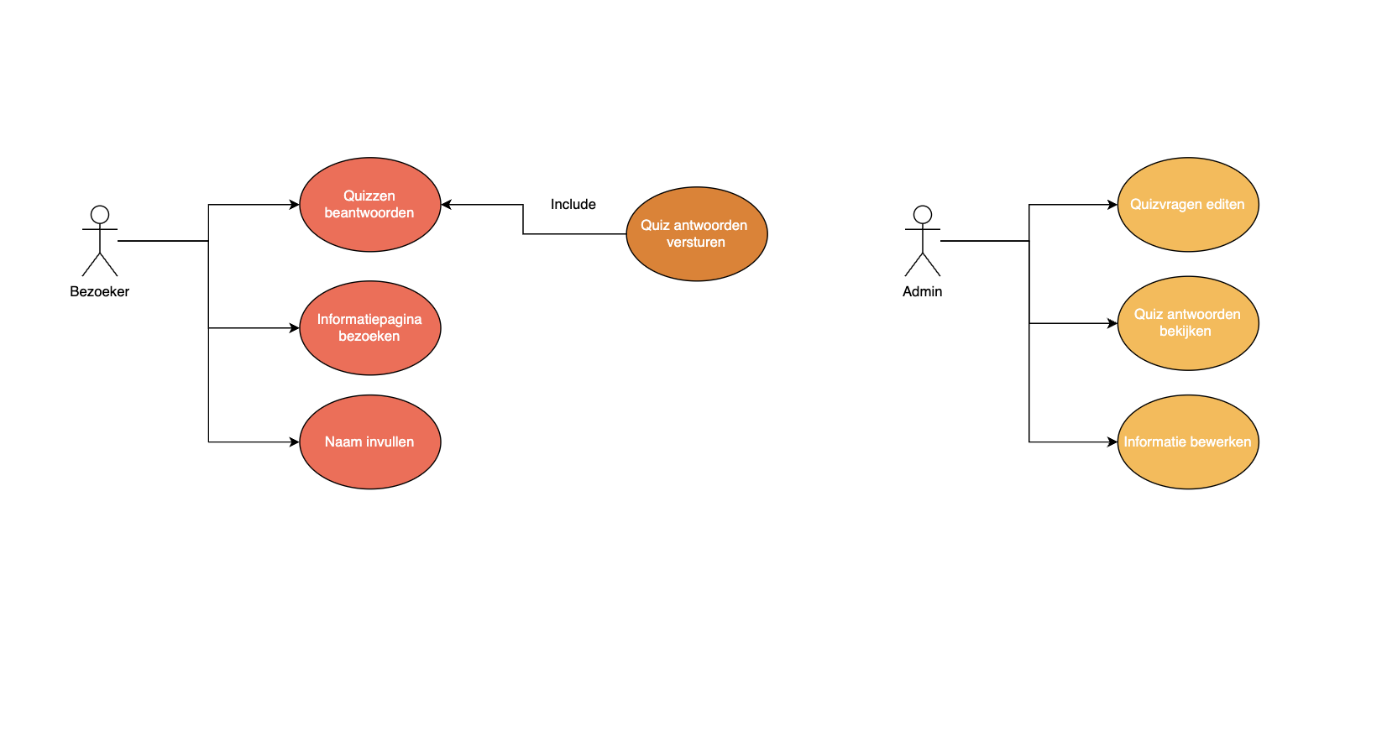 Quizzen
beantwoorden
Include
Quiz antwoorden
versturen
Bezoeker
Informatiepagina
bezoeken
Naam invullen
Quizvragen editen
Admin
Quiz antwoorden
bekijken
Informatie bewerken